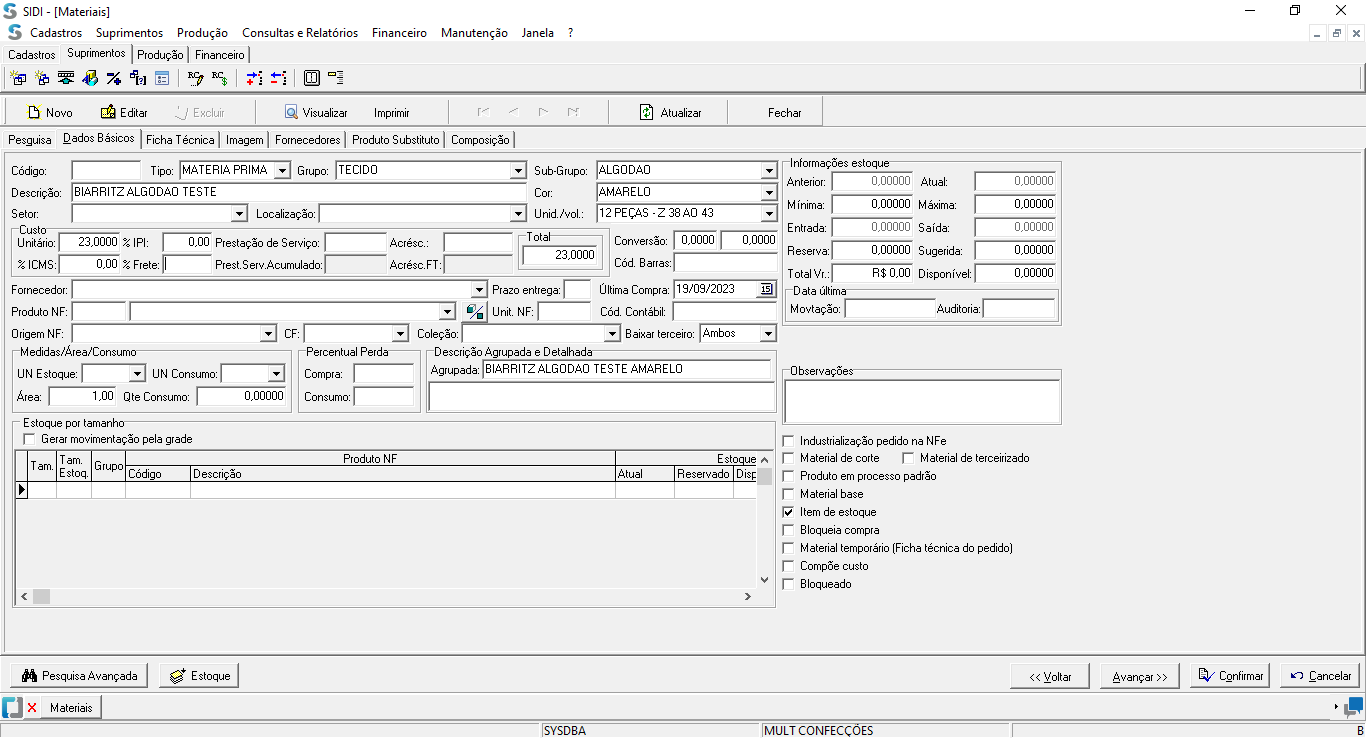 SIDI - [Materiais]
Cadastros Suprimentos Produção Consultas e Relatórios Financeiro Manutenção Janela ?
Cadastros Suprimentos Produção Financeiro
Novo Editar Excluir Visualizar Imprimir Atualizar Fechar
Pesquisa Dados Básicos Ficha Técnica Imagem Fornecedores Produto Substituto Composição
Código: Tipo: MATERIA PRIMA Grupo: TECIDO Sub-Grupo: ALGODAO
Descrição: BIARRITZ ALGODAO TESTE Cor: AMARELO
Setor: Localização: Unid./vol.: 12 PEÇAS - Z 38 AO 43
Custo
Unitário: 23,0000 % IPI: 0,00 Prestação de Serviço: Acrésc.: Total 23,0000
% ICMS: 0,00 % Frete: Prest.Serv.Acumulado: Acrésc.FT:
Conversão: 0,0000 0,0000
Cód. Barras:
Fornecedor: Prazo entrega: Última Compra: 19/09/2023 15
Produto NF: Unit. NF: Cód. Contábil:
Origem NF: CF: Coleção: Baixar terceiro: Ambos
Informações estoque
Anterior: 0,00000 Atual: 0,00000
Mínima: 0,00000 Máxima: 0,00000
Entrada: 0,00000 Saída: 0,00000
Reserva: 0,00000 Sugerida: 0,00000
Total Vr.: R$ 0,00 Disponível: 0,00000
Data última
Movtação: Auditoria:
Medidas/Área/Consumo
UN Estoque: UN Consumo:
Área: 1,00 Qte Consumo: 0,00000
Percentual Perda
Compra:
Consumo:
Descrição Agrupada e Detalhada
Agrupada: BIARRITZ ALGODAO TESTE AMARELO
Observações
Estoque por tamanho
Gerar movimentação pela grade
Tam. Tam. Estoq. Grupo Produto NF Estoque
Código Descrição Atual Reservado Disp
Industrialização pedido na NFe
Material de corte Material de terceirizado
Produto em processo padrão
Material base
Item de estoque
Bloqueia compra
Material temporário (Ficha técnica do pedido)
Compõe custo
Bloqueado
Pesquisa Avançada Estoque << Voltar Avançar >> Confirmar Cancelar
Materiais
SYSDBA MULT CONFECÇÕES B